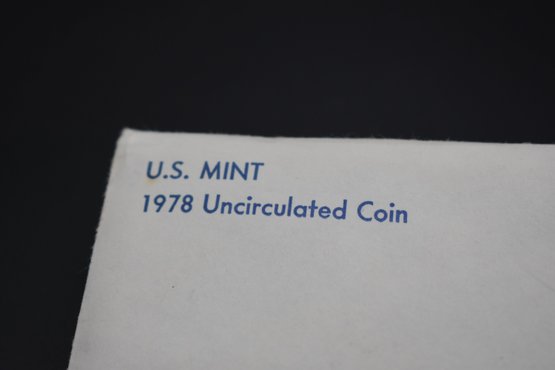 U.S. MINT
1978 Uncirculated Coin